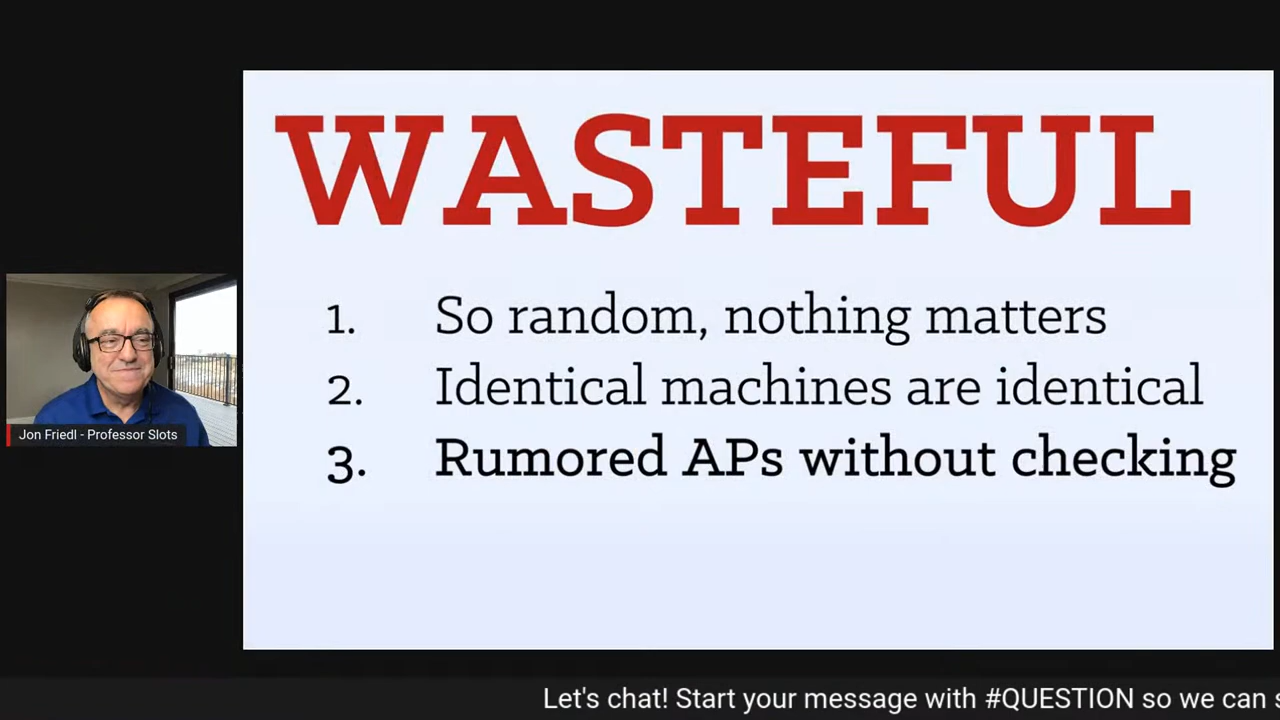 WASTEFUL
1. So random, nothing matters
2. Identical machines are identical
3. Rumored APs without checking
Jon Friedl - Professor Slots
Let's chat! Start your message with #QUESTION so we can